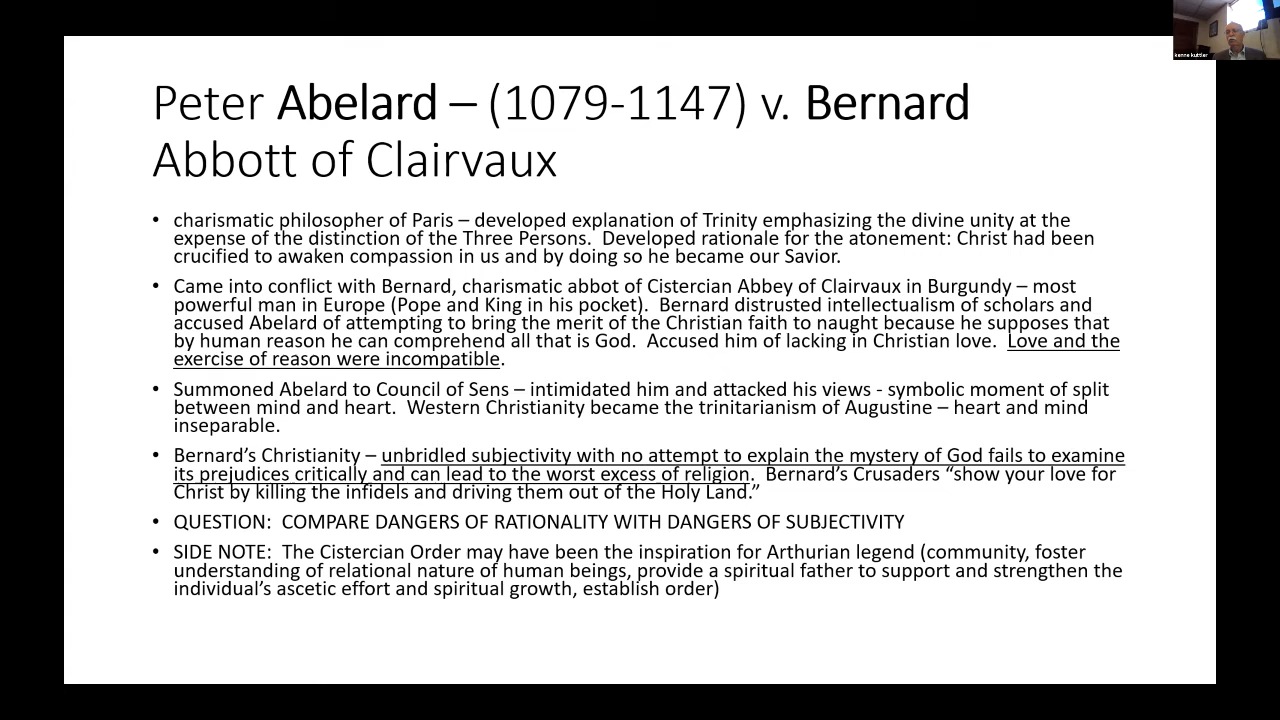 Peter Abelard – (1079-1147) v. Bernard
Abbott of Clairvaux
• charismatic philosopher of Paris – developed explanation of Trinity emphasizing the divine unity at the
expense of the distinction of the Three Persons.  Developed rationale for the atonement: Christ had been
crucified to awaken compassion in us and by doing so he became our Savior.
• Came into conflict with Bernard, charismatic abbot of Cistercian Abbey of Clairvaux in Burgundy – most
powerful man in Europe (Pope and King in his pocket).  Bernard distrusted intellectualism of scholars and
accused Abelard of attempting to bring the merit of the Christian faith to naught because he supposes that
by human reason he can comprehend all that is God.  Accused him of lacking in Christian love.  Love and the
exercise of reason were incompatible.
• Summoned Abelard to Council of Sens – intimidated him and attacked his views - symbolic moment of split
between mind and heart.  Western Christianity became the trinitarianism of Augustine – heart and mind
inseparable.
• Bernard’s Christianity – unbridled subjectivity with no attempt to explain the mystery of God fails to examine
its prejudices critically and can lead to the worst excess of religion.  Bernard’s Crusaders “show your love for
Christ by killing the infidels and driving them out of the Holy Land.”
• QUESTION:  COMPARE DANGERS OF RATIONALITY WITH DANGERS OF SUBJECTIVITY
• SIDE NOTE:  The Cistercian Order may have been the inspiration for Arthurian legend (community, foster
understanding of relational nature of human beings, provide a spiritual father to support and strengthen the
individual’s ascetic effort and spiritual growth, establish order)